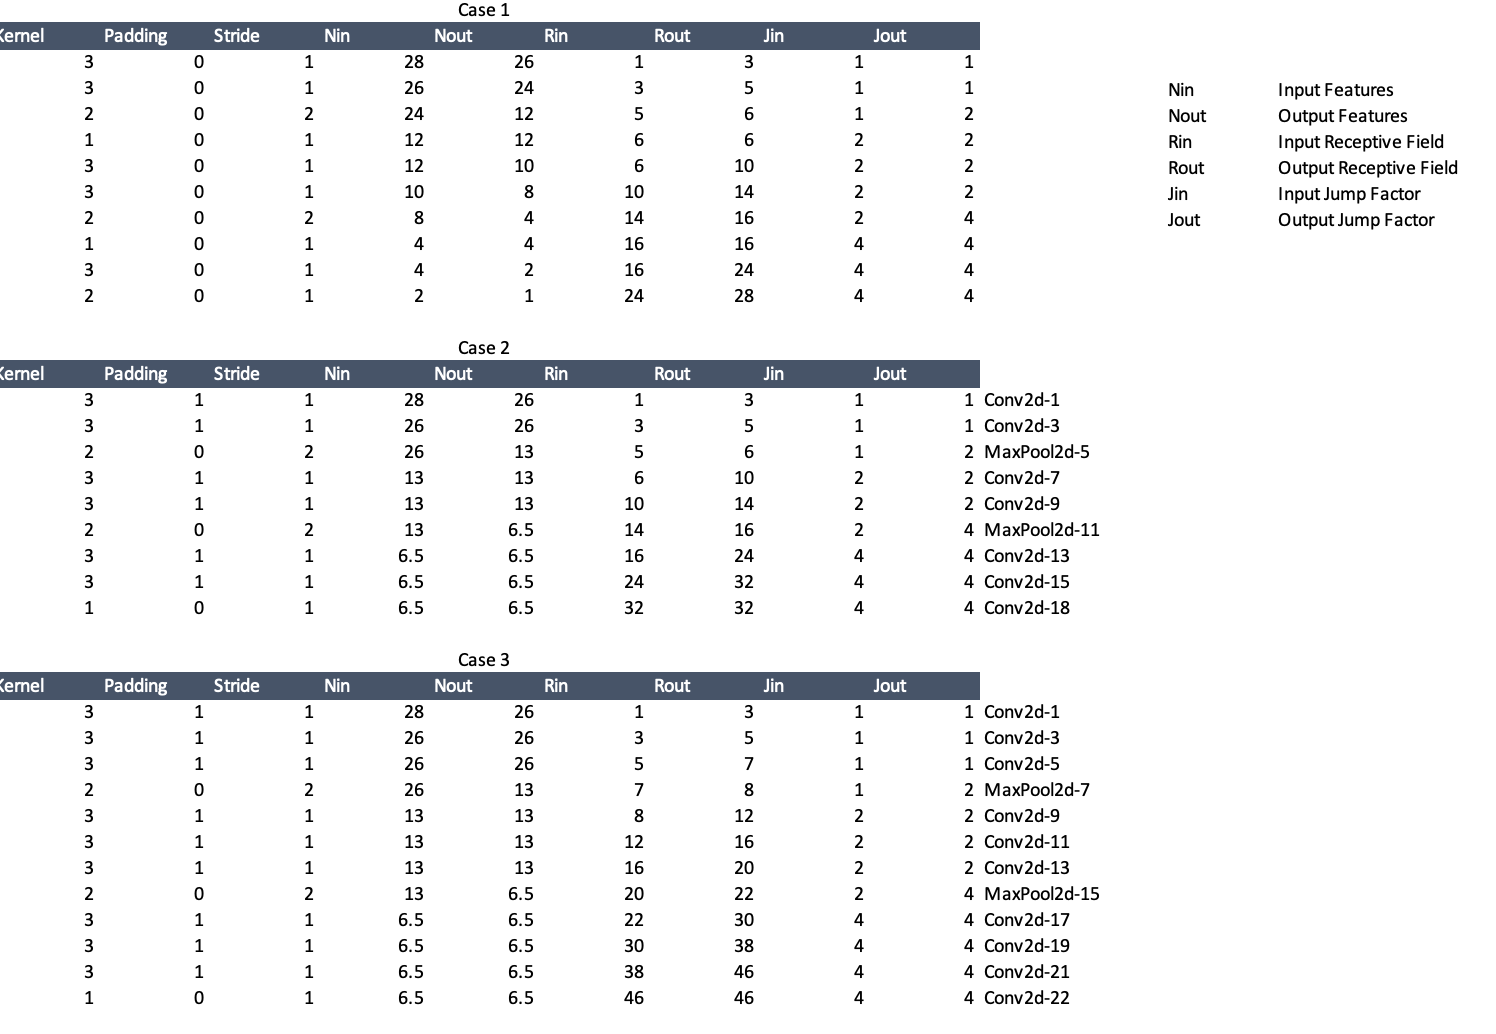 Case 1
Kernel Padding Stride Nin Nout Rin Rout Jin Jout
3 0 1 28 26 1 3 1 1
3 0 1 26 24 3 5 1 1
2 0 2 24 12 5 6 1 2
1 0 1 12 12 6 6 2 2
3 0 1 12 10 6 10 2 2
3 0 1 10 8 10 14 2 2
2 0 2 8 4 14 16 2 4
1 0 1 4 4 16 16 4 4
3 0 1 4 2 16 24 4 4
2 0 1 2 1 24 28 4 4
Nin Input Features
Nout Output Features
Rin Input Receptive Field
Rout Output Receptive Field
Jin Input Jump Factor
Jout Output Jump Factor
Case 2
Kernel Padding Stride Nin Nout Rin Rout Jin Jout
3 1 1 28 26 1 3 1 1 Conv2d-1
3 1 1 26 26 3 5 1 1 Conv2d-3
2 0 2 26 13 5 6 1 2 MaxPool2d-5
3 1 1 13 13 6 10 2 2 Conv2d-7
3 1 1 13 13 10 14 2 2 Conv2d-9
2 0 2 13 6.5 14 16 2 4 MaxPool2d-11
3 1 1 6.5 6.5 16 24 4 4 Conv2d-13
3 1 1 6.5 6.5 24 32 4 4 Conv2d-15
1 0 1 6.5 6.5 32 32 4 4 Conv2d-18
Case 3
Kernel Padding Stride Nin Nout Rin Rout Jin Jout
3 1 1 28 26 1 3 1 1 Conv2d-1
3 1 1 26 26 3 5 1 1 Conv2d-3
3 1 1 26 26 5 7 1 1 Conv2d-5
2 0 2 26 13 7 8 1 2 MaxPool2d-7
3 1 1 13 13 8 12 2 2 Conv2d-9
3 1 1 13 13 12 16 2 2 Conv2d-11
3 1 1 13 13 16 20 2 2 Conv2d-13
2 0 2 13 6.5 20 22 2 4 MaxPool2d-15
3 1 1 6.5 6.5 22 30 4 4 Conv2d-17
3 1 1 6.5 6.5 30 38 4 4 Conv2d-19
3 1 1 6.5 6.5 38 46 4 4 Conv2d-21
1 0 1 6.5 6.5 46 46 4 4 Conv2d-22